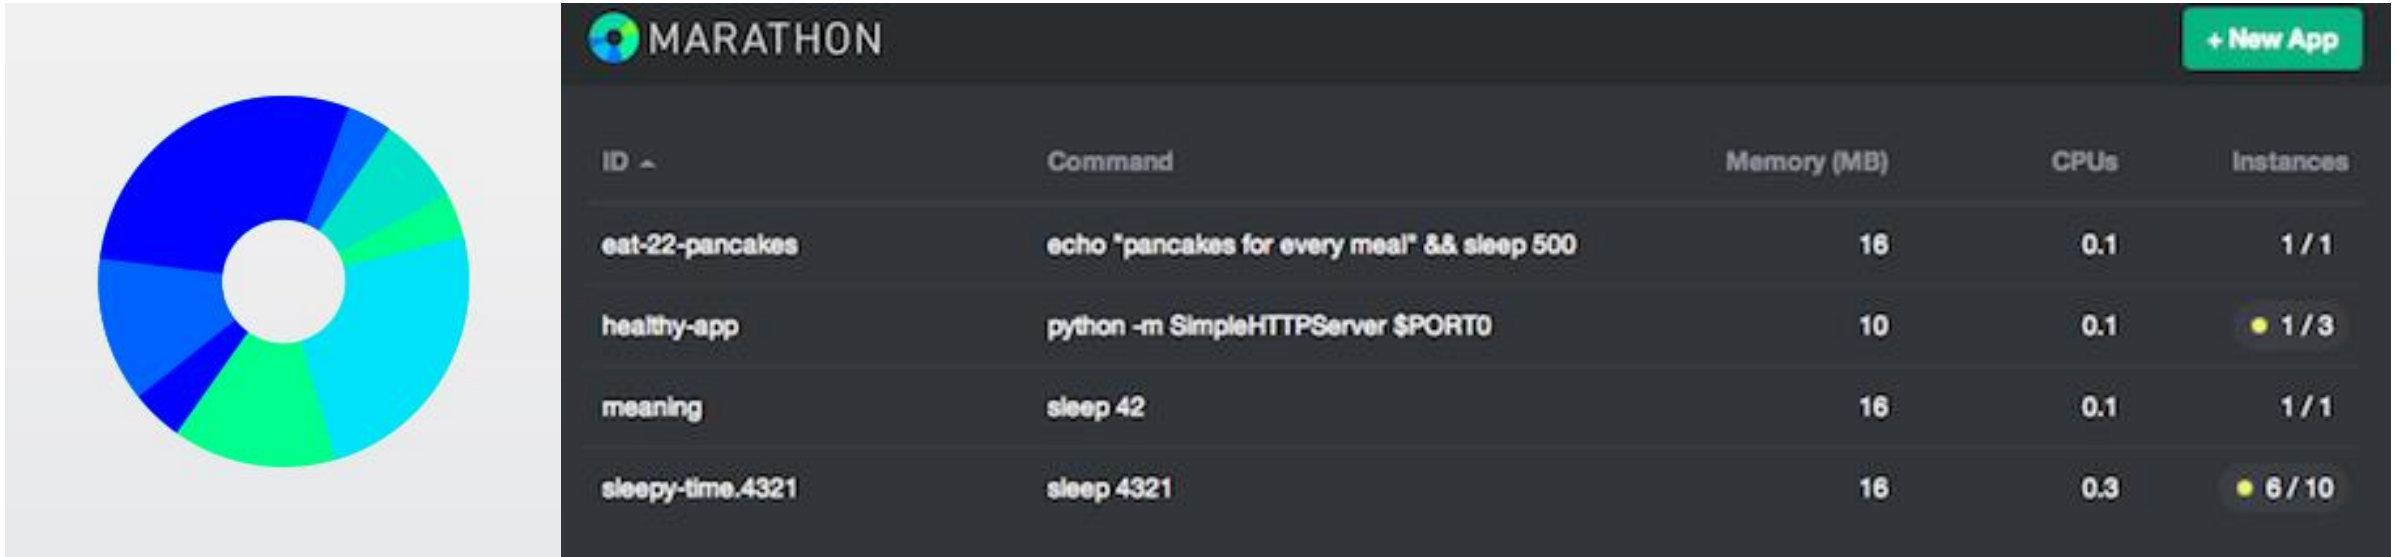 MARATHON
+ New App
ID Command Memory (MB) CPUs Instances
eat-22-pancakes echo "pancakes for every meal" && sleep 500 16 0.1 1 / 1
healthy-app python -m SimpleHTTPServer $PORT0 10 0.1 1 / 3
meaning sleep 42 16 0.1 1 / 1
sleepy-time.4321 sleep 4321 16 0.3 6 / 10